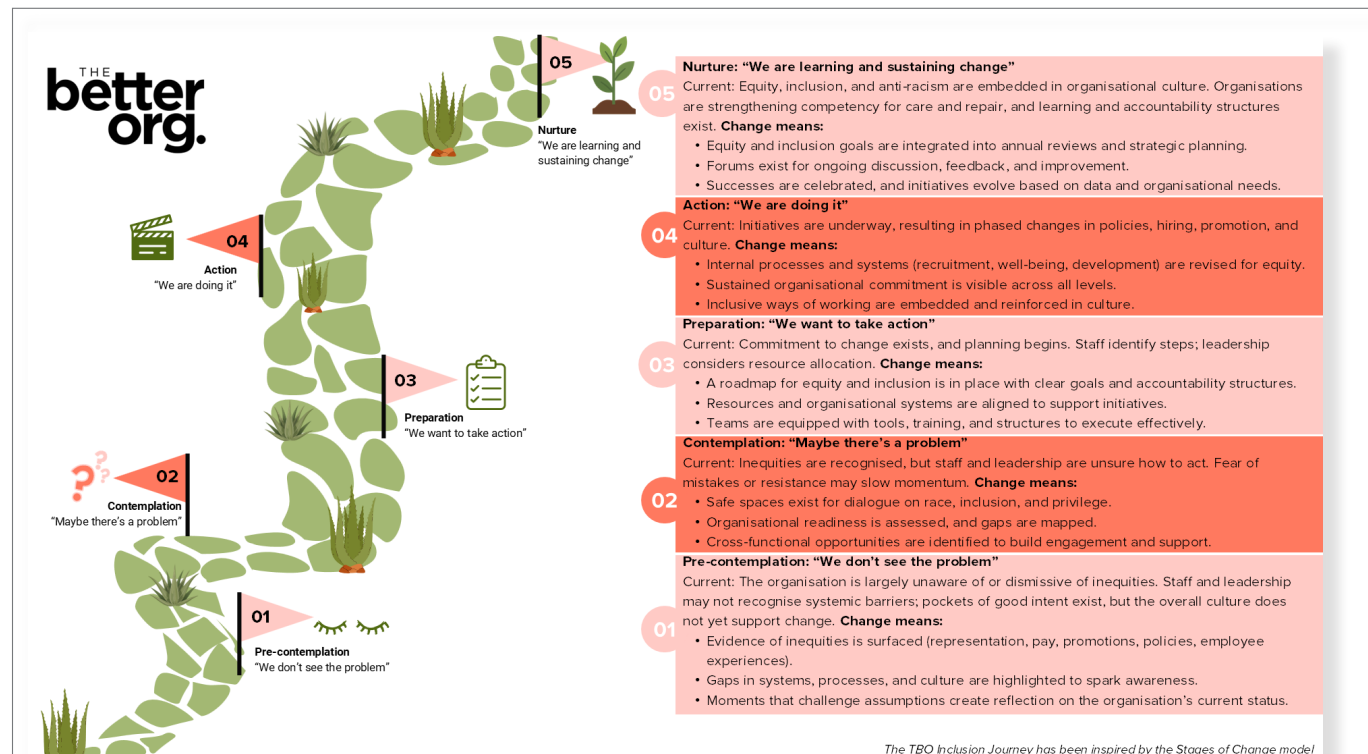 THE
better
org.
05
Nurture
“We are learning and
sustaining change”
04
Action
“We are doing it”
03
Preparation
“We want to take action”
02
Contemplation
“Maybe there’s a problem”
01
Pre-contemplation
“We don’t see the problem”
05
Nurture: “We are learning and sustaining change”
Current: Equity, inclusion, and anti-racism are embedded in organisational culture. Organisations
are strengthening competency for care and repair, and learning and accountability structures
exist. Change means:
• Equity and inclusion goals are integrated into annual reviews and strategic planning.
• Forums exist for ongoing discussion, feedback, and improvement.
• Successes are celebrated, and initiatives evolve based on data and organisational needs.
04
Action: “We are doing it”
Current: Initiatives are underway, resulting in phased changes in policies, hiring, promotion, and
culture. Change means:
• Internal processes and systems (recruitment, well-being, development) are revised for equity.
• Sustained organisational commitment is visible across all levels.
• Inclusive ways of working are embedded and reinforced in culture.
03
Preparation: “We want to take action”
Current: Commitment to change exists, and planning begins. Staff identify steps; leadership
considers resource allocation. Change means:
• A roadmap for equity and inclusion is in place with clear goals and accountability structures.
• Resources and organisational systems are aligned to support initiatives.
• Teams are equipped with tools, training, and structures to execute effectively.
02
Contemplation: “Maybe there’s a problem”
Current: Inequities are recognised, but staff and leadership are unsure how to act. Fear of
mistakes or resistance may slow momentum. Change means:
• Safe spaces exist for dialogue on race, inclusion, and privilege.
• Organisational readiness is assessed, and gaps are mapped.
• Cross-functional opportunities are identified to build engagement and support.
01
Pre-contemplation: “We don’t see the problem”
Current: The organisation is largely unaware of or dismissive of inequities. Staff and leadership
may not recognise systemic barriers; pockets of good intent exist, but the overall culture does
not yet support change. Change means:
• Evidence of inequities is surfaced (representation, pay, promotions, policies, employee
experiences).
• Gaps in systems, processes, and culture are highlighted to spark awareness.
• Moments that challenge assumptions create reflection on the organisation’s current status.
The TBO Inclusion Journey has been inspired by the Stages of Change model